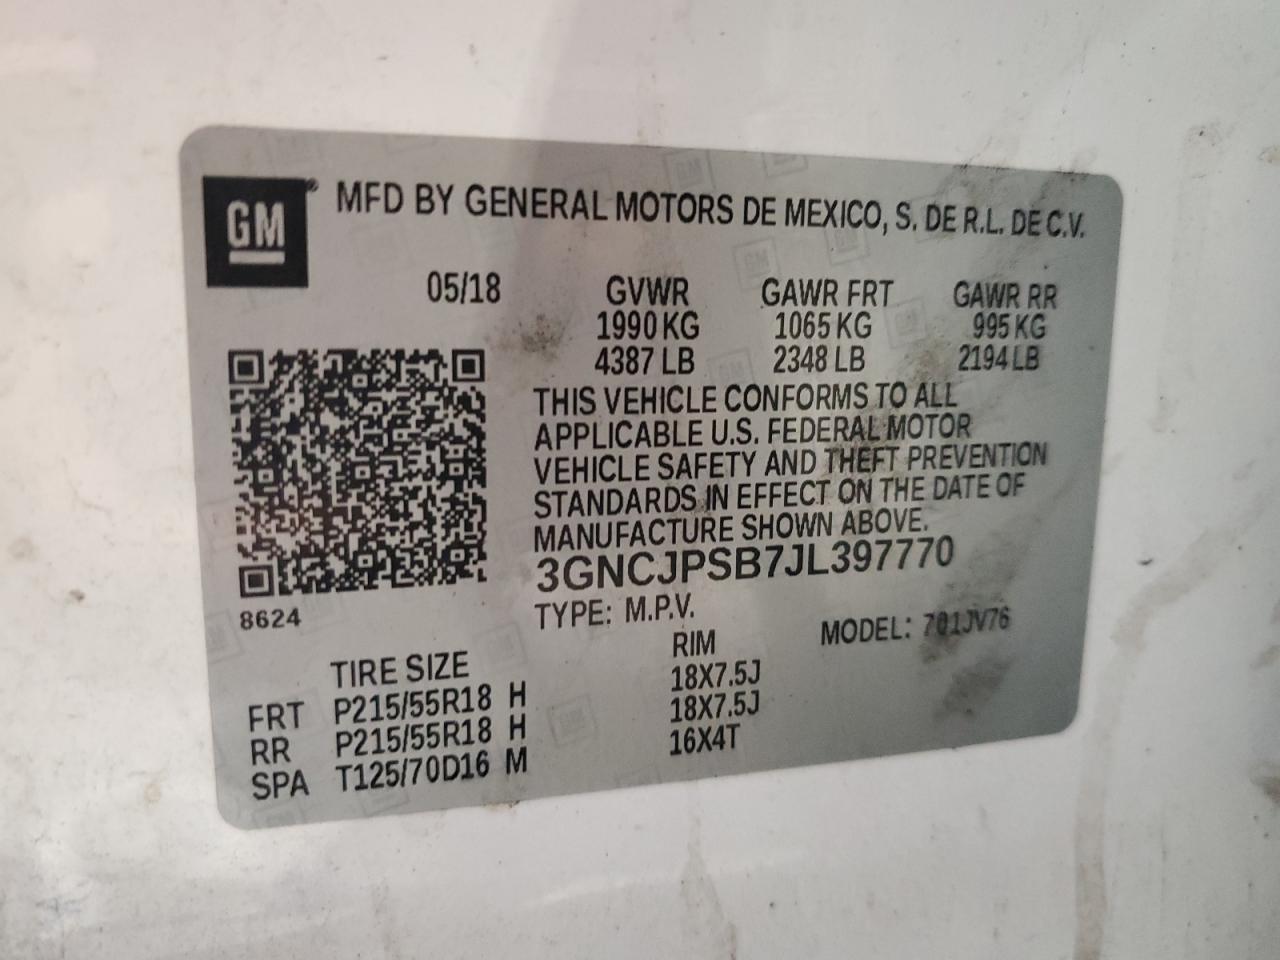 GM
MFD BY GENERAL MOTORS DE MEXICO, S. DE R.L. DE C.V.
05/18 GVWR GAWR FRT GAWR RR
1990 KG 1065 KG 995 KG
4387 LB 2348 LB 2194 LB
THIS VEHICLE CONFORMS TO ALL
APPLICABLE U.S. FEDERAL MOTOR
VEHICLE SAFETY AND THEFT PREVENTION
STANDARDS IN EFFECT ON THE DATE OF
MANUFACTURE SHOWN ABOVE.
3GNCJPSB7JL397770
8624
TYPE: M.P.V. MODEL: 701JV76
TIRE SIZE RIM
FRT P215/55R18 H 18X7.5J
RR P215/55R18 H 18X7.5J
SPA T125/70D16 M 16X4T